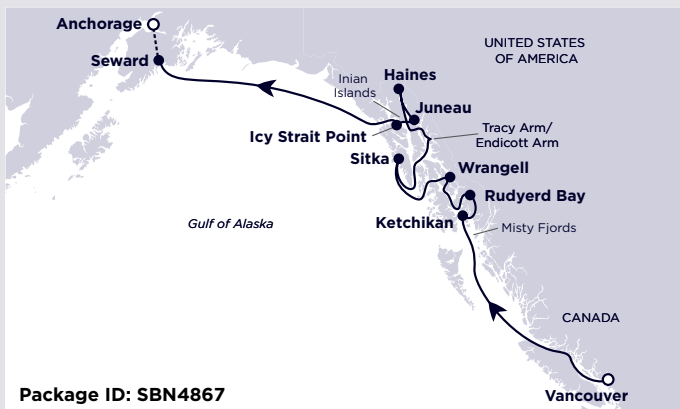 Anchorage
Seward
UNITED STATES
OF AMERICA
Haines
Inian
Islands
Juneau
Icy Strait Point
Tracy Arm/
Endicott Arm
Sitka
Wrangell
Rudyerd Bay
Ketchikan
Misty Fjords
Gulf of Alaska
CANADA
Vancouver
Package ID: SBN4867